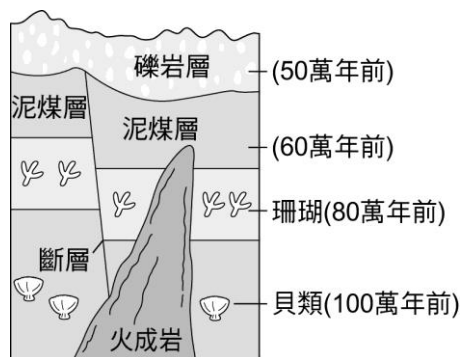 礫岩層
(50萬年前)
泥煤層
泥煤層
(60萬年前)
珊瑚(80萬年前)
斷層
貝類(100萬年前)
火成岩